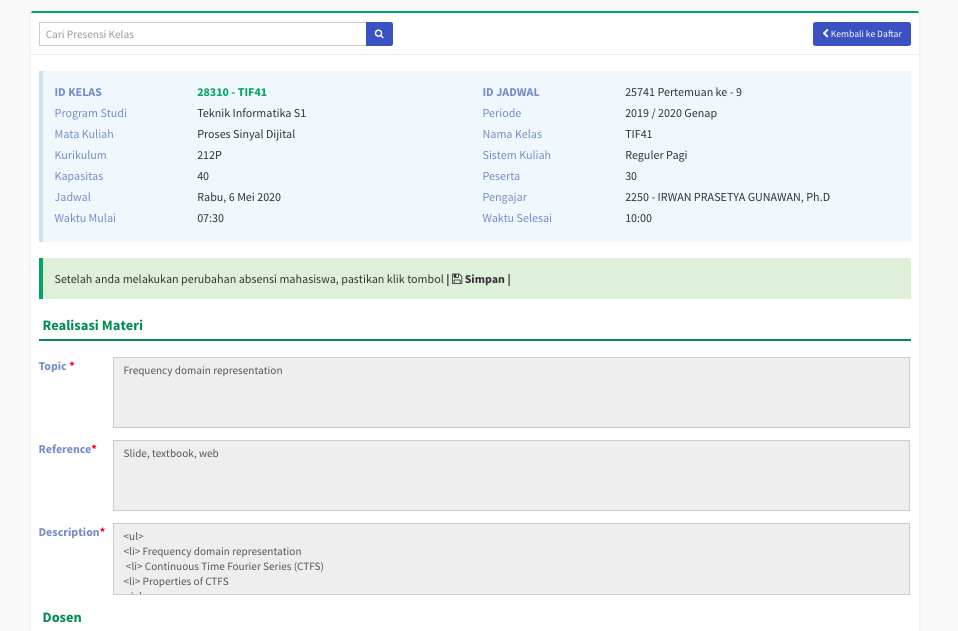 Cari Presensi Kelas
Kembali ke Daftar
ID KELAS 28310 - TIF41 ID JADWAL 25741 Pertemuan ke - 9
Program Studi Teknik Informatika S1 Periode 2019 / 2020 Genap
Mata Kuliah Proses Sinyal Dijital Nama Kelas TIF41
Kurikulum 212P Sistem Kuliah Reguler Pagi
Kapasitas 40 Peserta 30
Jadwal Rabu, 6 Mei 2020 Pengajar 2250 - IRWAN PRASETYA GUNAWAN, Ph.D
Waktu Mulai 07:30 Waktu Selesai 10:00
Setelah anda melakukan perubahan absensi mahasiswa, pastikan klik tombol | Simpan |
Realisasi Materi
Topic * Frequency domain representation
Reference* Slide, textbook, web
Description* <ul>
<li> Frequency domain representation
<li> Continuous Time Fourier Series (CTFS)
<li> Properties of CTFS
Dosen